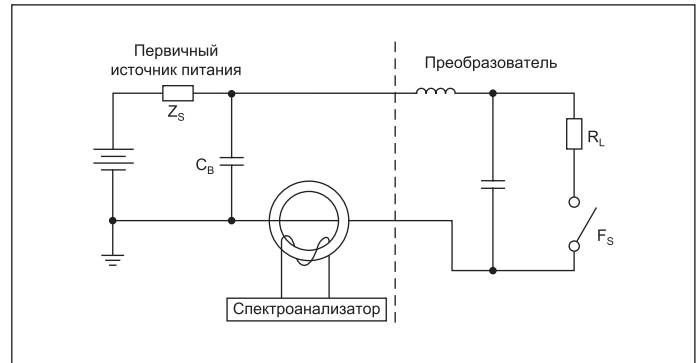 Первичный
источник питания
Преобразователь
Z_S
C_B
R_L
F_S
Спектроанализатор